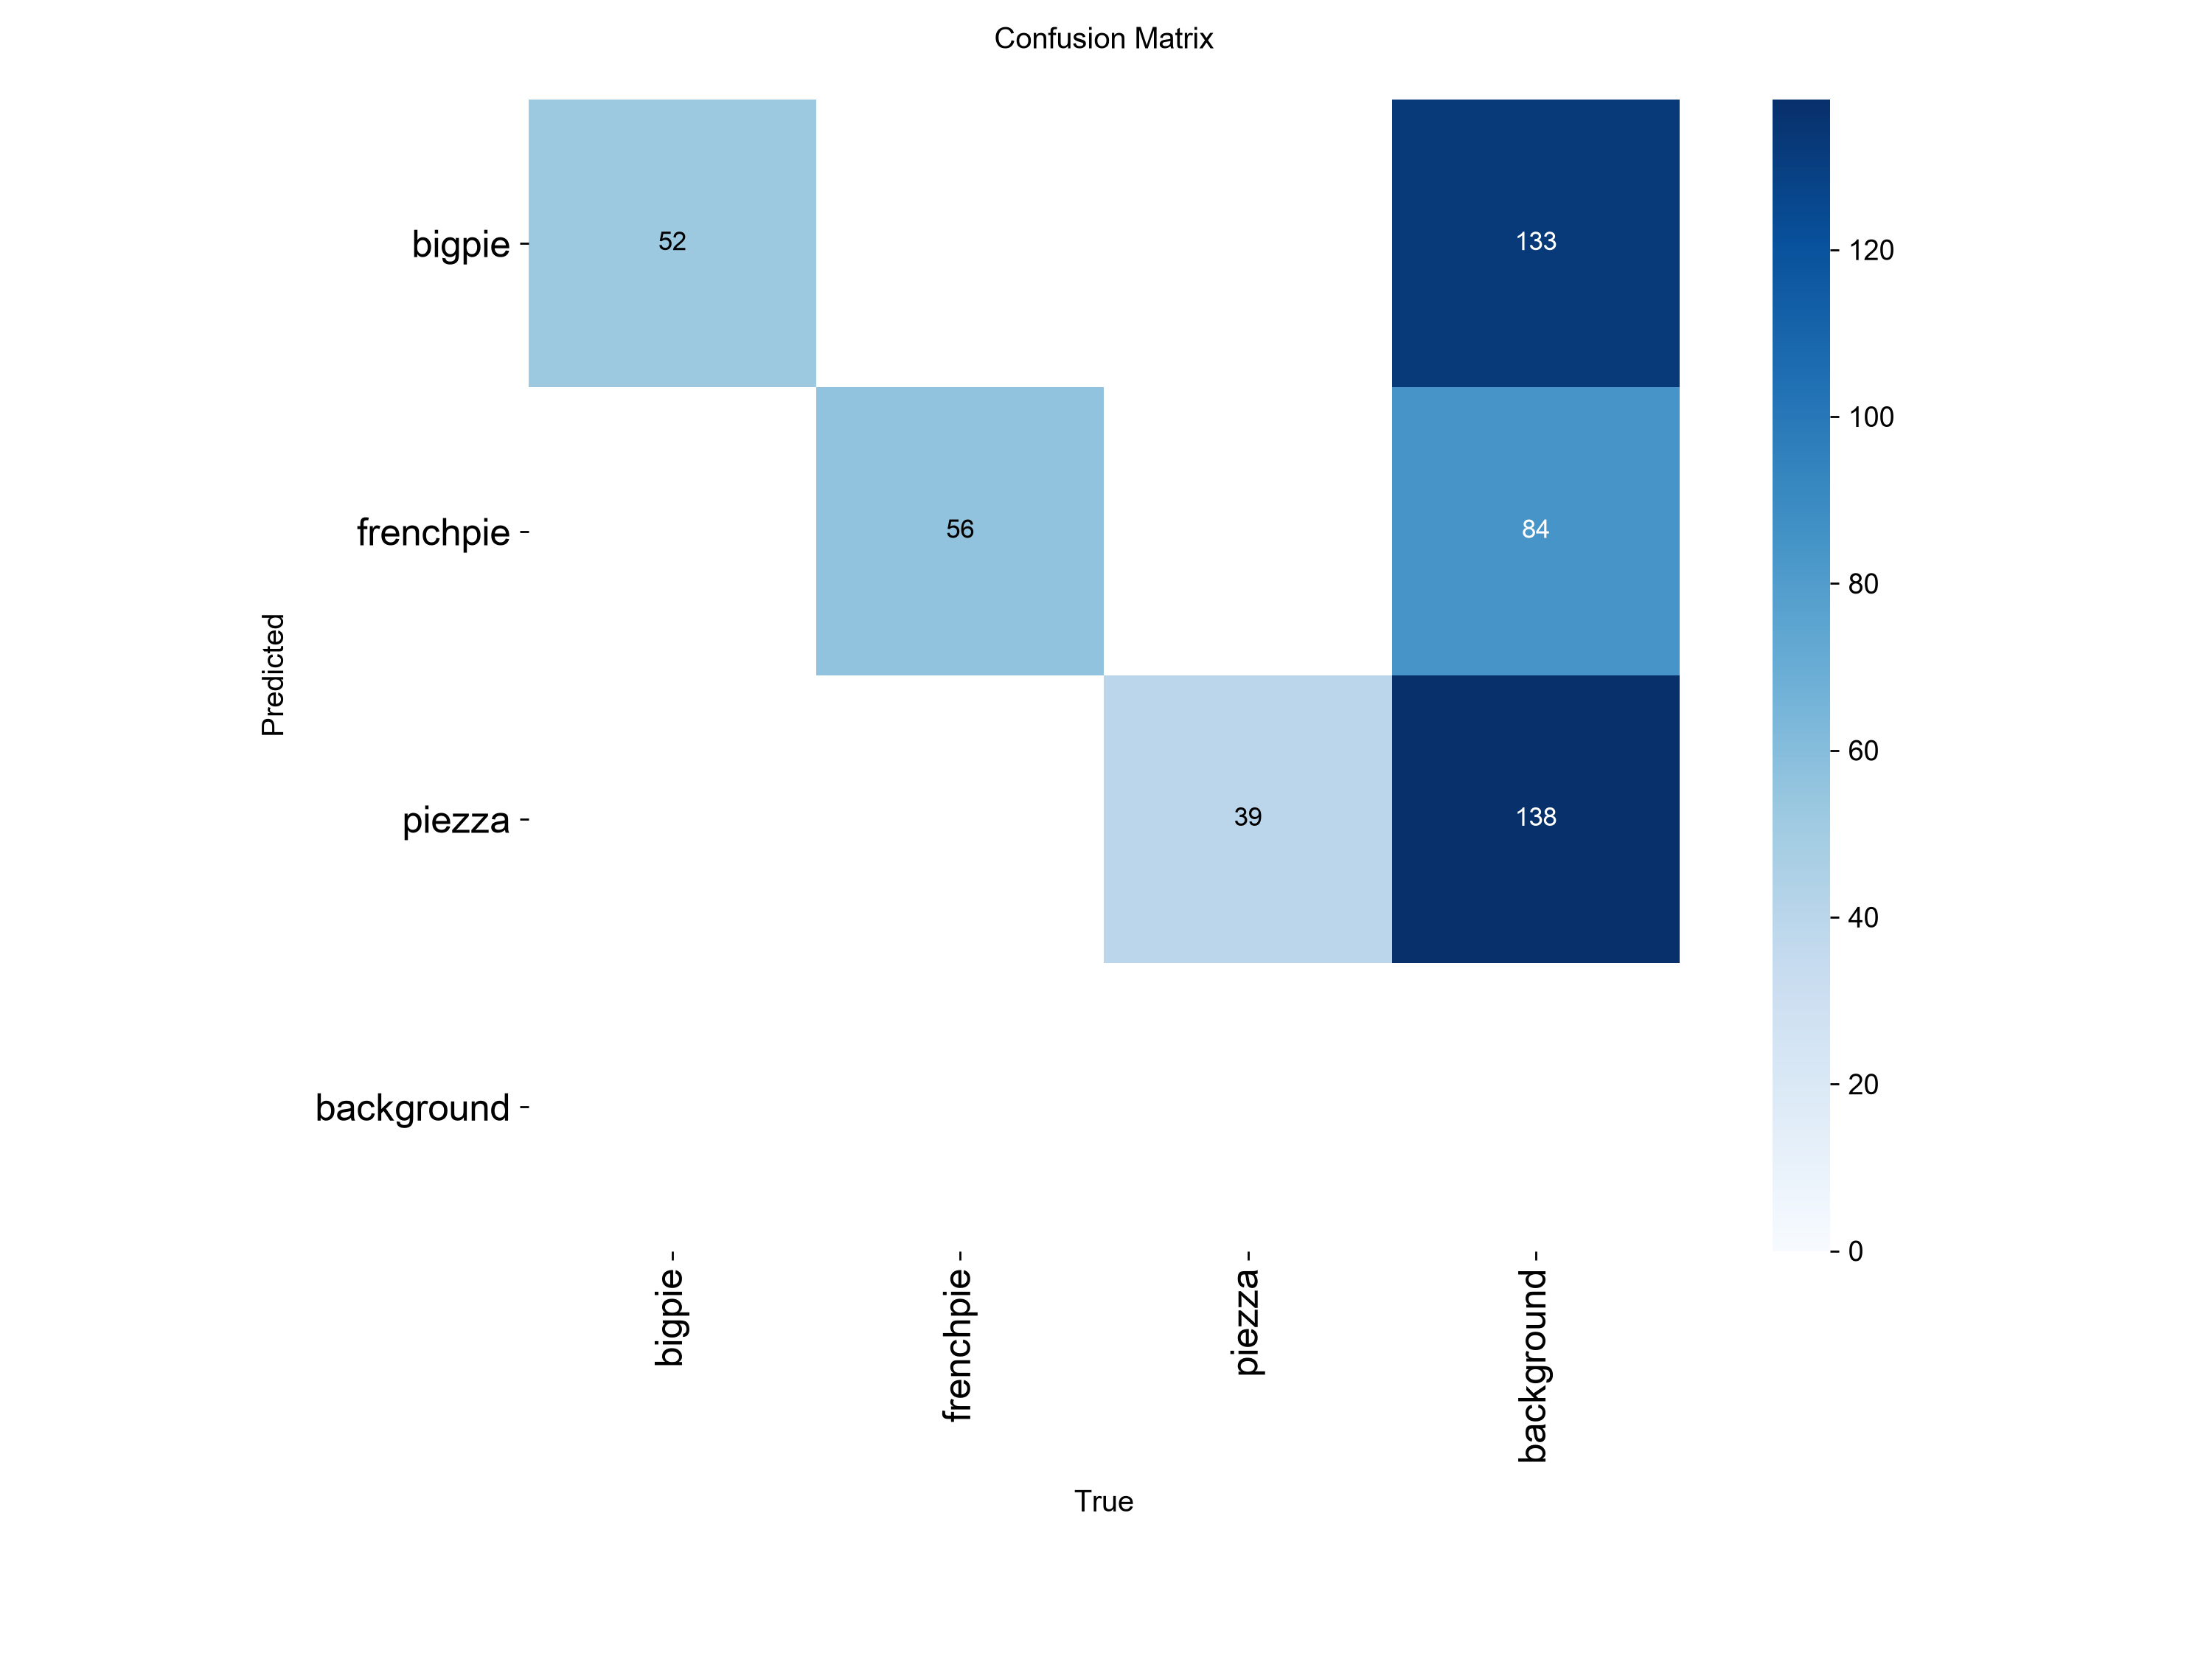 Confusion Matrix
bigpie
52
133
frenchpie
56
84
piezza
39
138
background
Predicted
bigpie
frenchpie
piezza
background
True
120
100
80
60
40
20
0